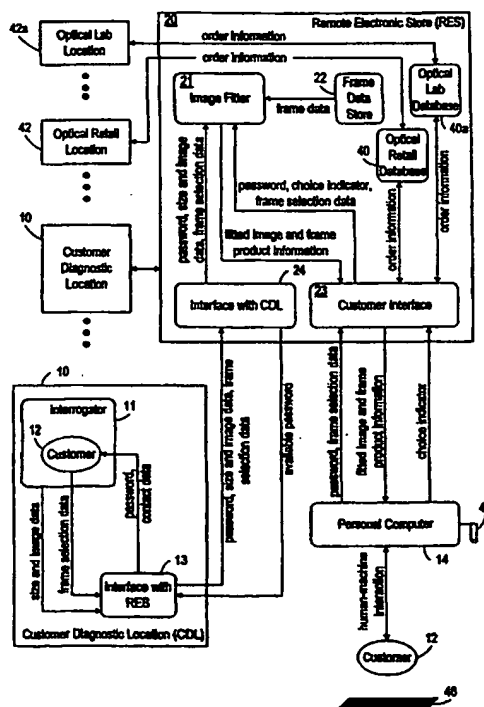 42a
Optical Lab
Location
order information
20
Remote Electronic Store (RES)
order information
21
Image Fitter
22
Frame
Data
Store
frame data
Optical
Lab
Database
40a
42
Optical Retail
Location
40
Optical
Retail
Database
password, size and image
data, frame selection data
password, choice indicator,
frame selection data
order information
order information
10
Customer
Diagnostic
Location
fitted image and frame
product information
24
Interface with CDL
23
Customer Interface
10
Interrogator
11
12
Customer
size and image data
frame selection data
password,
contact data
13
Interface with
RES
Customer Diagnostic Location (CDL)
password, size and image data, frame
selection data
available password
password, frame selection data
fitted image and frame
product information
choice indicator
Personal Computer
14
human-machine
interaction
Customer
12
46